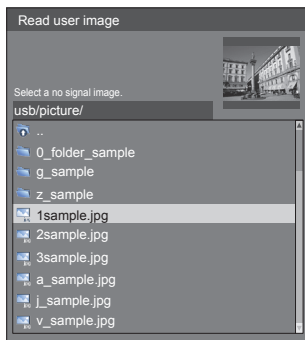 Read user image
Select a no signal image.
usb/picture/
..
0_folder_sample
g_sample
z_sample
1sample.jpg
2sample.jpg
3sample.jpg
a_sample.jpg
j_sample.jpg
v_sample.jpg